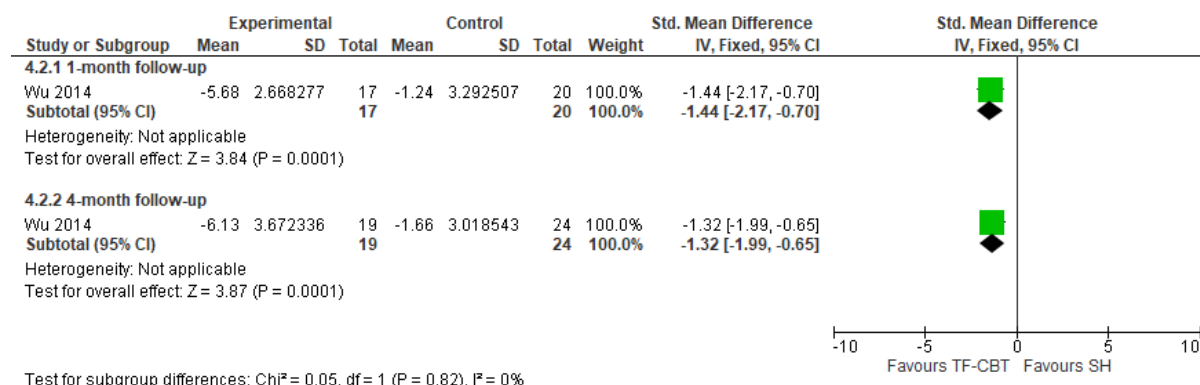 Experimental Control Std. Mean Difference Std. Mean Difference
Study or Subgroup Mean SD Total Mean SD Total Weight IV, Fixed, 95% CI IV, Fixed, 95% CI
4.2.1 1-month follow-up
Wu 2014 -5.68 2.668277 17 -1.24 3.292507 20 100.0% -1.44 [-2.17, -0.70]
Subtotal (95% CI) 17 20 100.0% -1.44 [-2.17, -0.70]
Heterogeneity: Not applicable
Test for overall effect: Z = 3.84 (P = 0.0001)
4.2.2 4-month follow-up
Wu 2014 -6.13 3.672336 19 -1.66 3.018543 24 100.0% -1.32 [-1.99, -0.65]
Subtotal (95% CI) 19 24 100.0% -1.32 [-1.99, -0.65]
Heterogeneity: Not applicable
Test for overall effect: Z = 3.87 (P = 0.0001)
-10 -5 0 5 10
Favours TF-CBT Favours SH
Test for subgroup differences: Chi² = 0.05, df = 1 (P = 0.82), I² = 0%